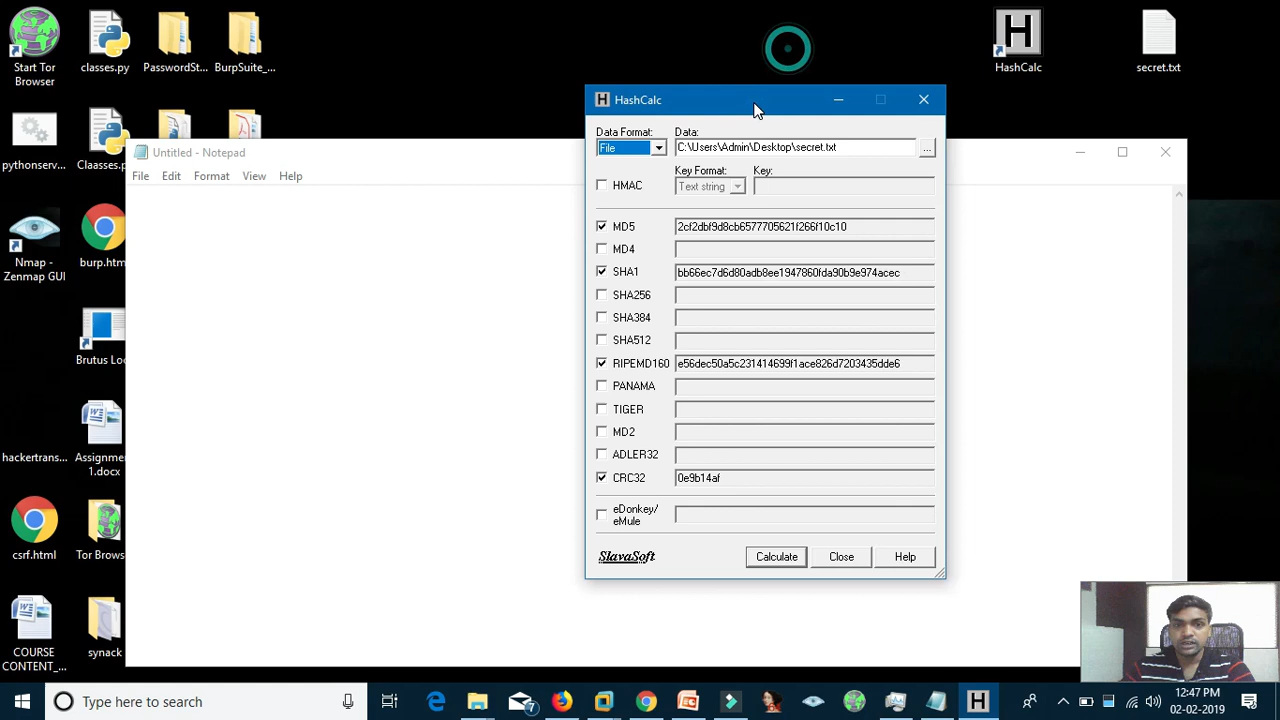 Start Tor
Browser
classes.py
PasswordSt...
BurpSuite_...
HashCalc
secret.txt
pythonserv...
Classes.p
Nmap -
Zenmap GUI
burp.htm
Brutus Loc
hackertrans...
Assignmen
1.docx
csrf.html
Tor Brows
COURSE
CONTENT_...
synack
Untitled - Notepad
File Edit Format View Help
HashCalc
Data Format: Data:
File C:\Users\Admin\Desktop\secret.txt ...
Key Format: Key:
HMAC Text string
MD5 2cf2dbf9d8cb6577705621f266f10c10
MD4
SHA1
SHA256
SHA384
SHA512
RIPEMD160 e56dec50a5c231414699f1ace826d7203435dde6
PANAMA
TIGER
MD2
ADLER32
CRC32 0e9b14af
eDonkey/
eMule
SlavaSoft Calculate Close Help
Type here to search
7
12:47 PM
02-02-2019